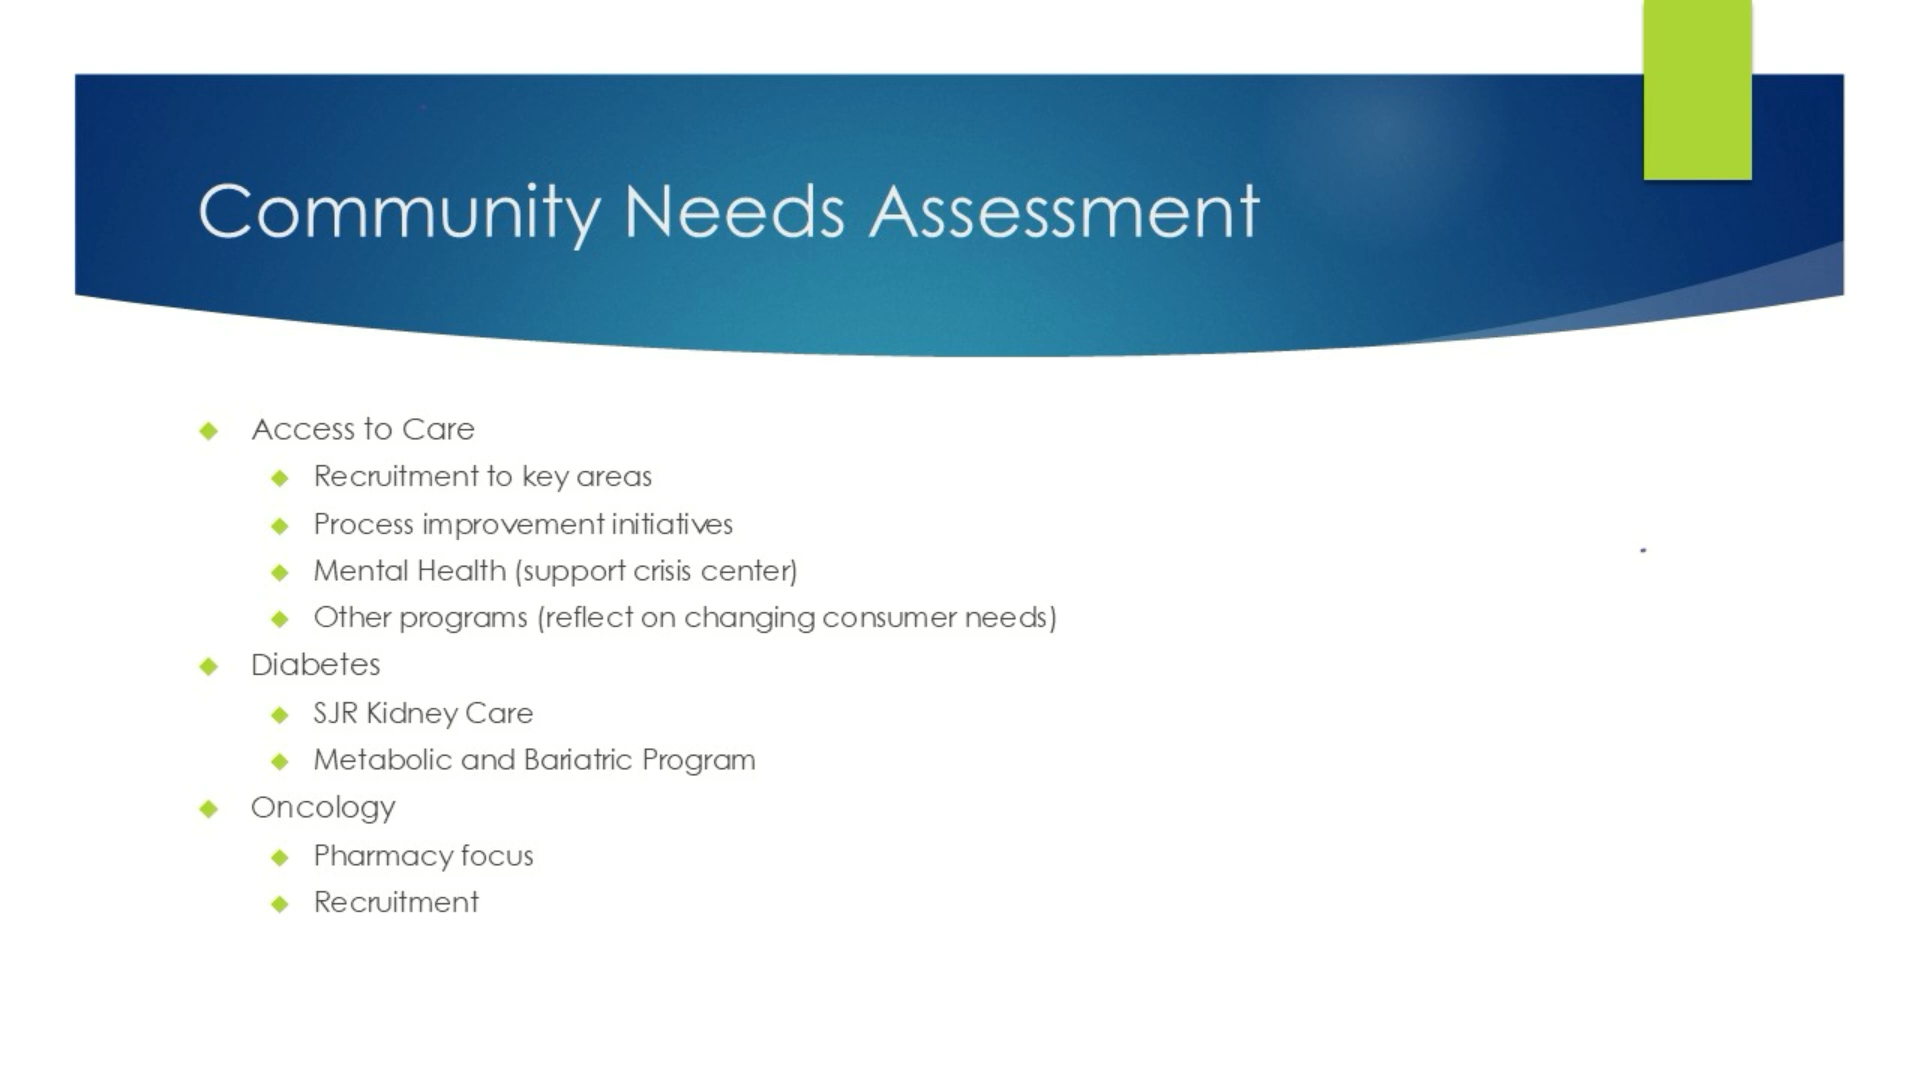 Community Needs Assessment
Access to Care
Recruitment to key areas
Process improvement initiatives
Mental Health (support crisis center)
Other programs (reflect on changing consumer needs)
Diabetes
SJR Kidney Care
Metabolic and Bariatric Program
Oncology
Pharmacy focus
Recruitment